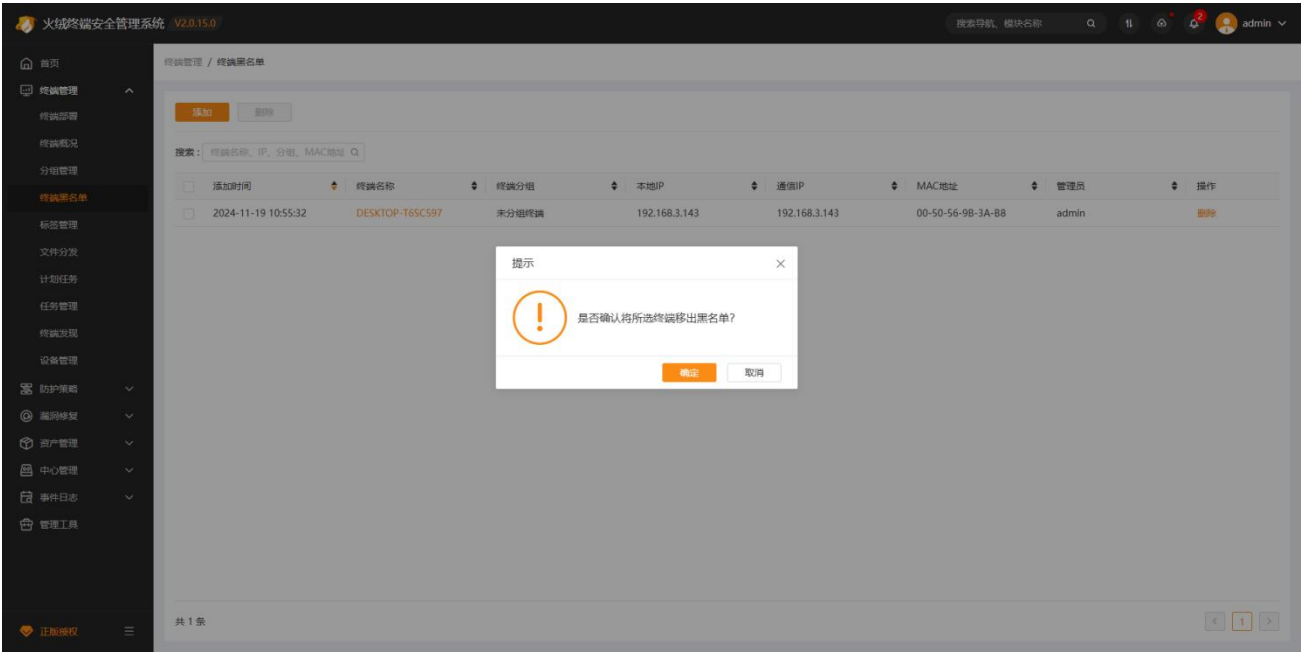 火绒终端安全管理系统 V2.0.15.0
搜索导航、模块名称
2
admin
首页
终端管理
终端部署
终端概况
分组管理
终端黑名单
标签管理
文件分发
计划任务
任务管理
终端发现
设备管理
防护策略
漏洞修复
资产管理
中心管理
事件日志
管理工具
正版授权
终端管理 / 终端黑名单
添加 删除
搜索: 终端名称、IP、分组、MAC地址
添加时间 终端名称 终端分组 本地IP 通信IP MAC地址 管理员 操作
2024-11-19 10:55:32 DESKTOP-T6SC597 未分组终端 192.168.3.143 192.168.3.143 00-50-56-9B-3A-B8 admin 删除
提示
是否确认将所选终端移出黑名单?
确定 取消
共 1 条
1